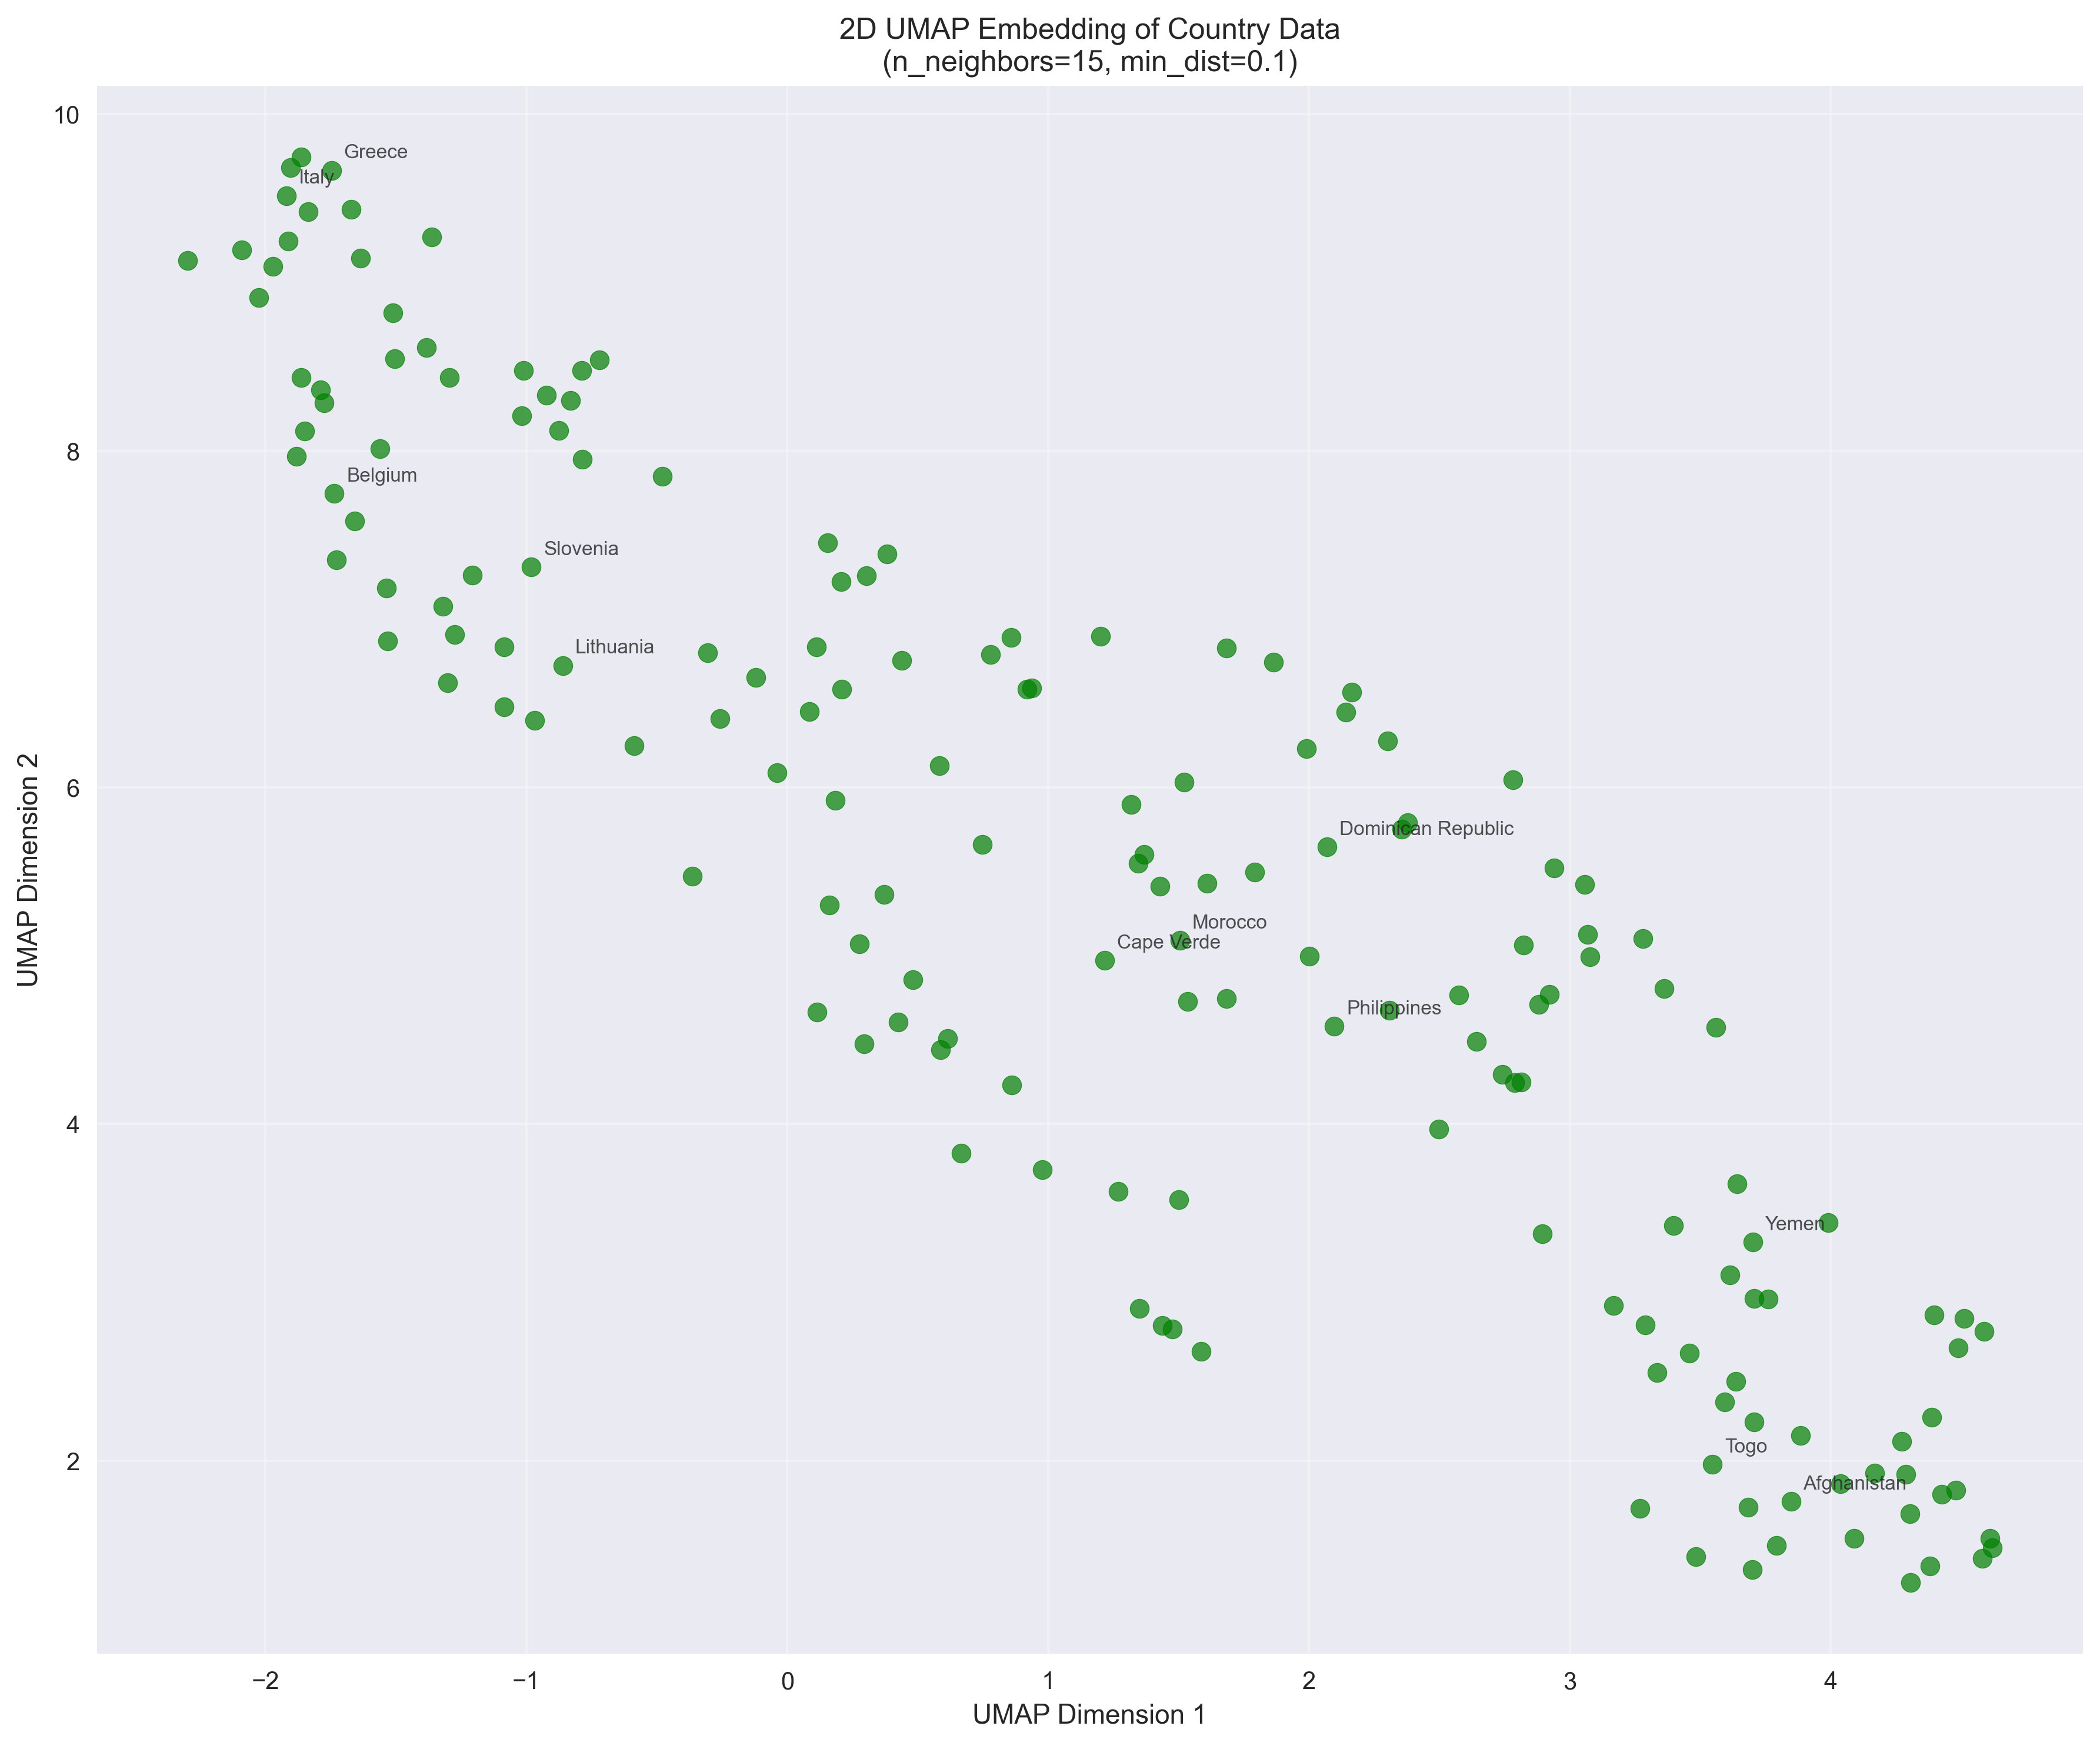 2D UMAP Embedding of Country Data
(n_neighbors=15, min_dist=0.1)
10
Greece
Italy
8
Belgium
Slovenia
Lithuania
6
Dominican Republic
Morocco
Cape Verde
Philippines
4
Yemen
2
Togo
Afghanistan
UMAP Dimension 2
−2
−1
0
1
2
3
4
UMAP Dimension 1